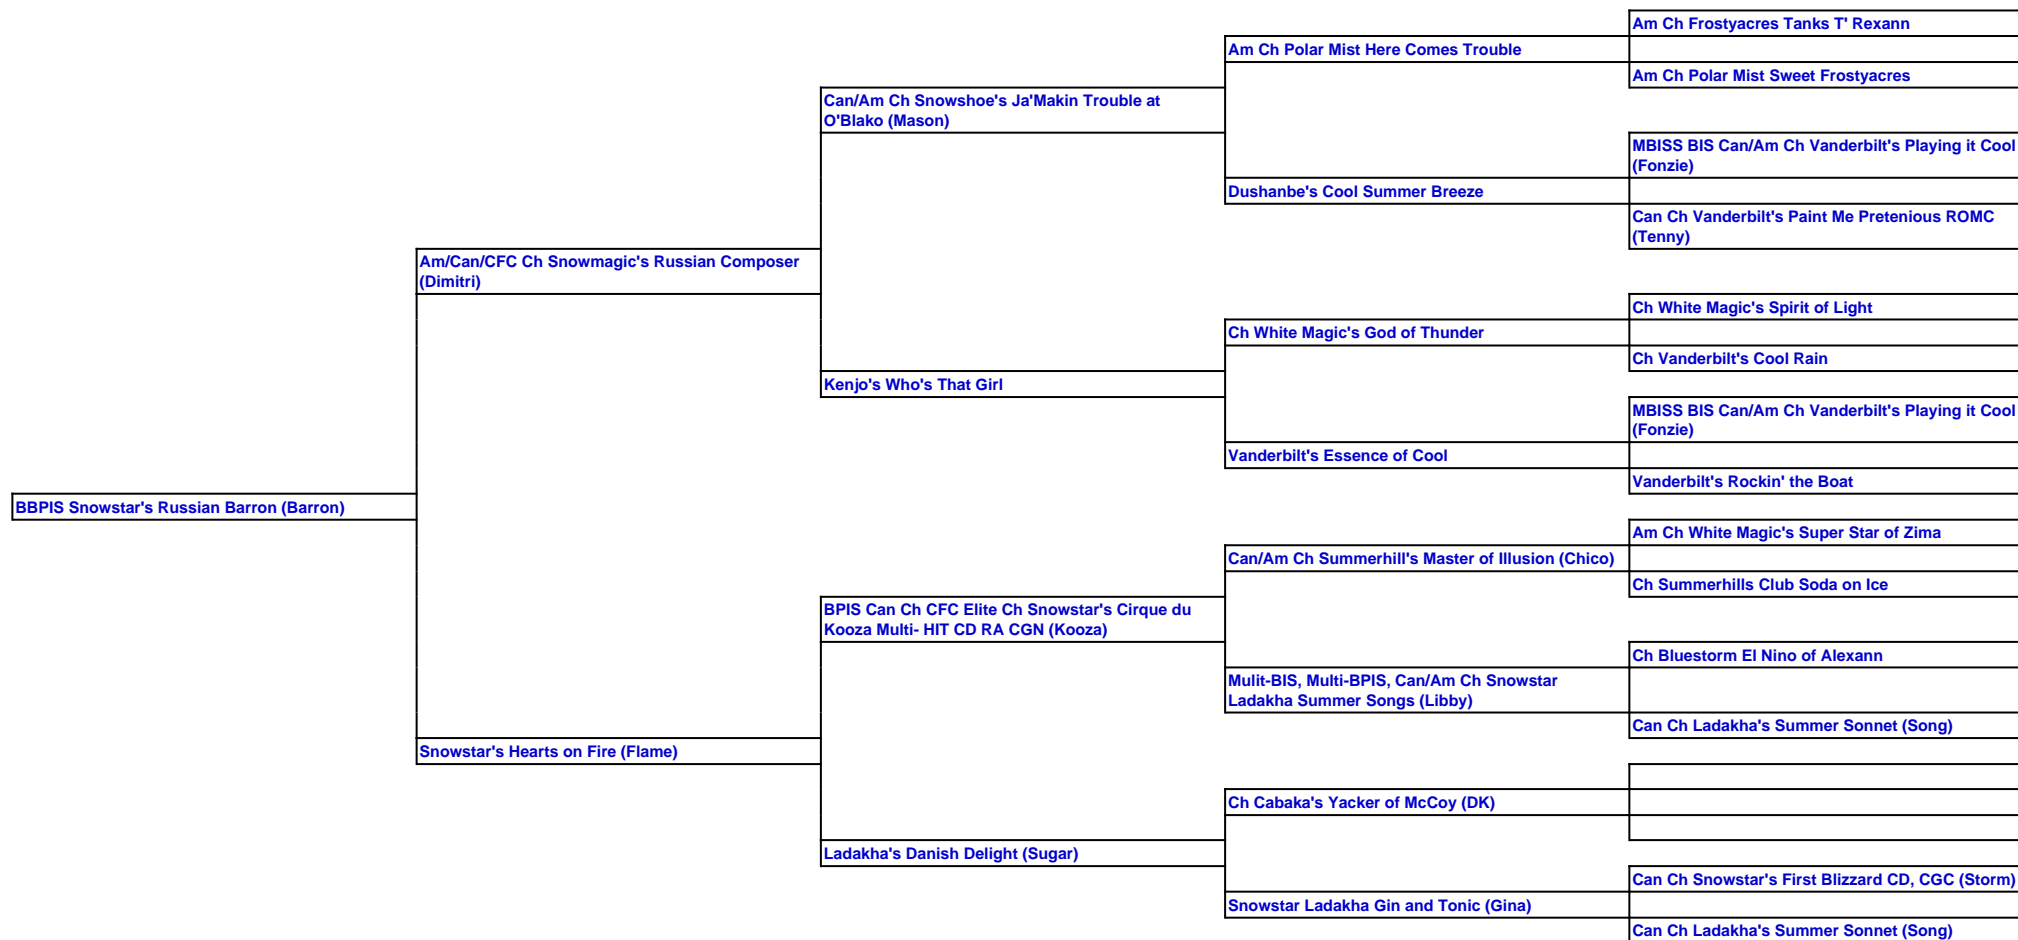 Am Ch Frostyacres Tanks T' Rexann
Am Ch Polar Mist Here Comes Trouble
Am Ch Polar Mist Sweet Frostyacres
Can/Am Ch Snowshoe's Ja'Makin Trouble at
O'Blako (Mason)
MBISS BIS Can/Am Ch Vanderbilt's Playing it Cool
(Fonzie)
Dushanbe's Cool Summer Breeze
Can Ch Vanderbilt's Paint Me Pretenious ROMC
(Tenny)
Am/Can/CFC Ch Snowmagic's Russian Composer
(Dimitri)
Ch White Magic's Spirit of Light
Ch White Magic's God of Thunder
Ch Vanderbilt's Cool Rain
Kenjo's Who's That Girl
MBISS BIS Can/Am Ch Vanderbilt's Playing it Cool
(Fonzie)
Vanderbilt's Essence of Cool
Vanderbilt's Rockin' the Boat
BBPIS Snowstar's Russian Barron (Barron)
Am Ch White Magic's Super Star of Zima
Can/Am Ch Summerhill's Master of Illusion (Chico)
Ch Summerhills Club Soda on Ice
BPIS Can Ch CFC Elite Ch Snowstar's Cirque du
Kooza Multi- HIT CD RA CGN (Kooza)
Ch Bluestorm El Nino of Alexann
Mulit-BIS, Multi-BPIS, Can/Am Ch Snowstar
Ladakha Summer Songs (Libby)
Can Ch Ladakha's Summer Sonnet (Song)
Snowstar's Hearts on Fire (Flame)
Ch Cabaka's Yacker of McCoy (DK)
Ladakha's Danish Delight (Sugar)
Can Ch Snowstar's First Blizzard CD, CGC (Storm)
Snowstar Ladakha Gin and Tonic (Gina)
Can Ch Ladakha's Summer Sonnet (Song)